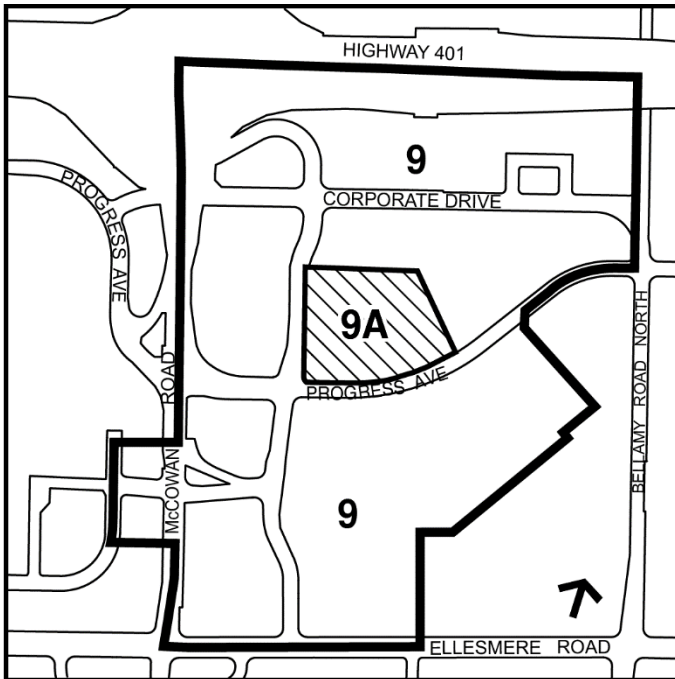 HIGHWAY 401
9
PROGRESS AVE
CORPORATE DRIVE
9A
ROAD
PROGRESS AVE
BELLAMY ROAD NORTH
McCOWAN
9
ELLESMERE ROAD